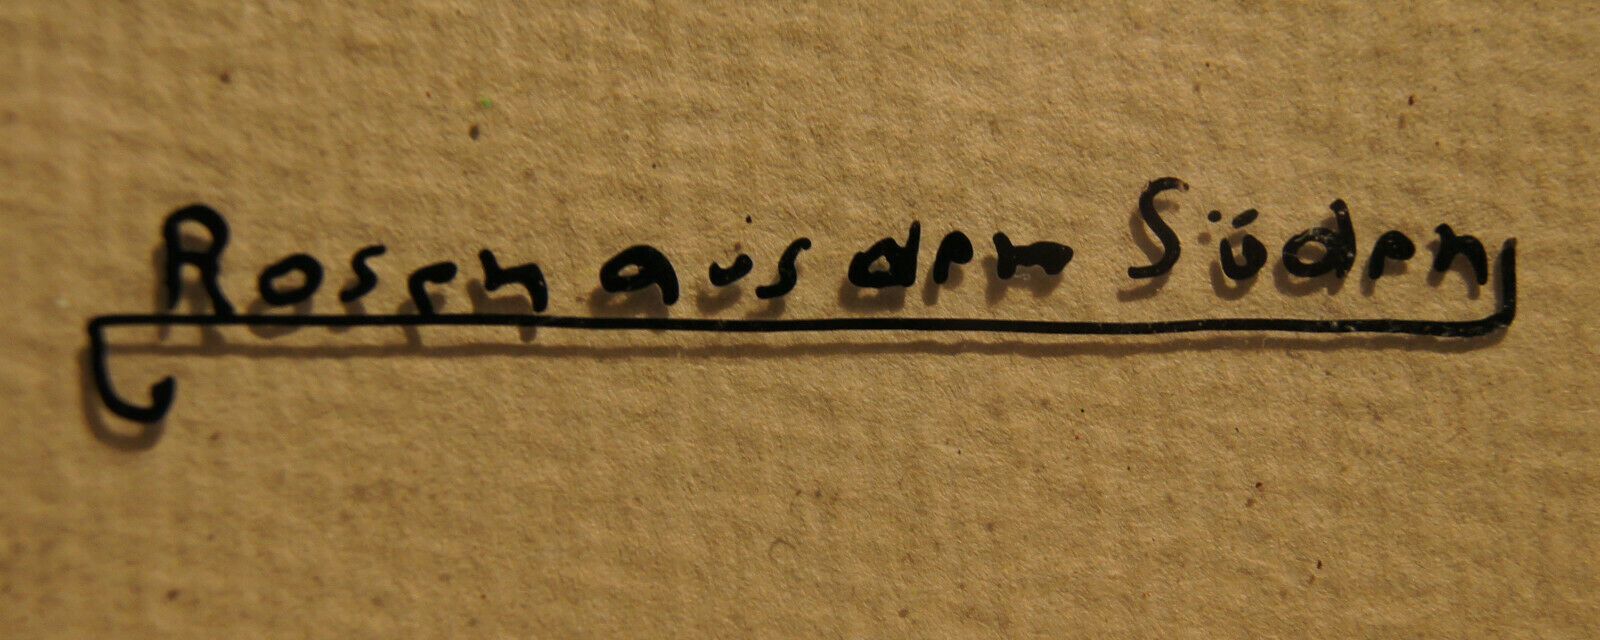 Rosen aus dem Süden